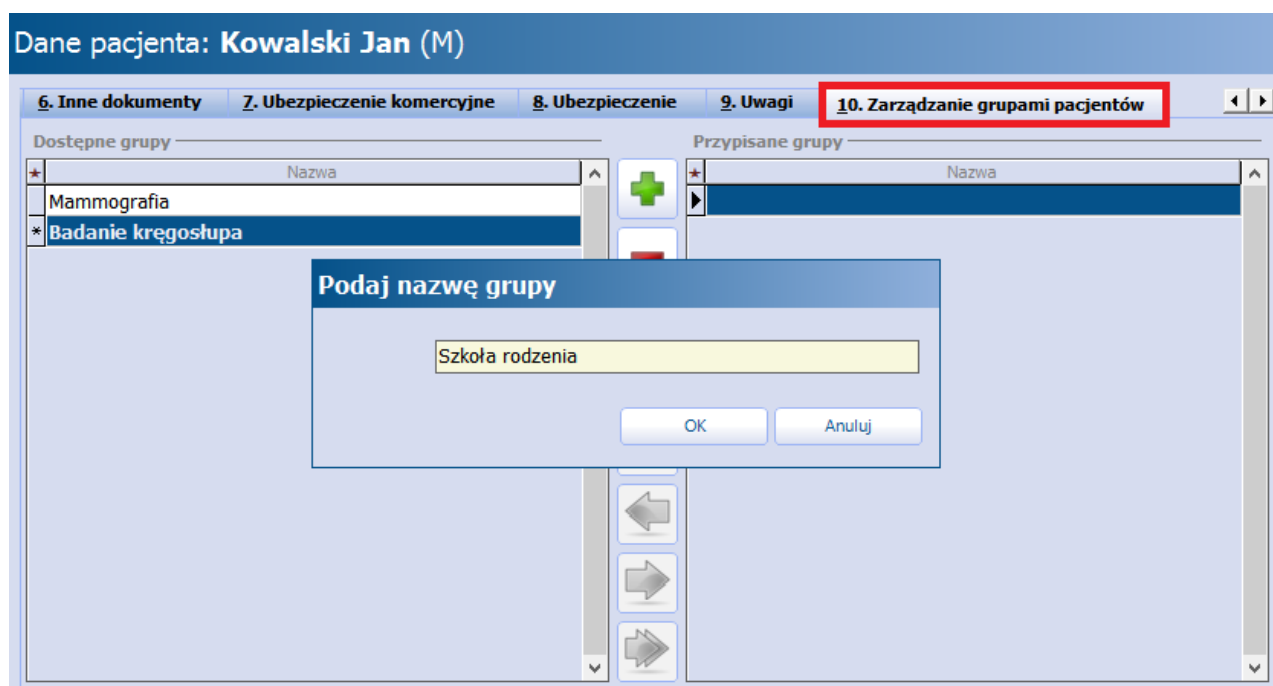 Dane pacjenta: Kowalski Jan (M)
6. Inne dokumenty 7. Ubezpieczenie komercyjne 8. Ubezpieczenie 9. Uwagi 10. Zarządzanie grupami pacjentów
Dostępne grupy Przypisane grupy
Nazwa Nazwa
Mammografia
* Badanie kręgosłupa
Podaj nazwę grupy
Szkoła rodzenia
OK Anuluj